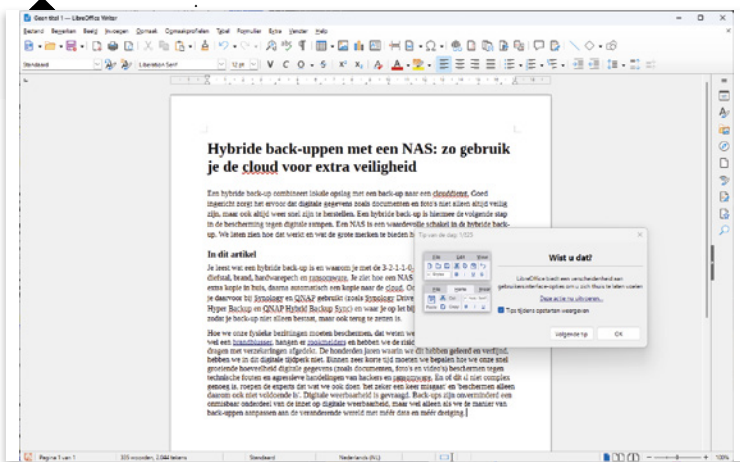 Geen titel 1 — LibreOffice Writer
Bestand Bewerken Beeld Invoegen Opmaak Opmaakprofielen Tabel Formulier Extra Venster Help
Standaard Liberation Serif 12 pt
Hybride back-uppen met een NAS: zo gebruik
je de cloud voor extra veiligheid
Een hybride back-up combineert lokale opslag met een back-up naar een clouddienst. Goed
ingericht zorgt het ervoor dat digitale gegevens zoals documenten en foto's niet alleen altijd veilig
zijn, maar ook altijd weer snel zijn te herstellen. Een hybride back-up is hiermee de volgende stap
in de bescherming tegen digitale rampen. Een NAS is een waardevolle schakel in de hybride back-
up. We laten zien hoe dat werkt en wat de grote merken te bieden
In dit artikel
Je leest wat een hybride back-up is en waarom je met de 3-2-1-1-0
diefstal, brand, hardwarepech en ransomware. Je ziet hoe een NAS
extra kopie in huis, daarna automatisch een kopie naar de cloud.
je daarvoor bij Synology en QNAP gebruikt (zoals Synology Drive
Hyper Backup en QNAP Hybrid Backup Sync) en waar je op let bij
zodat je back-up niet alleen bestaat, maar ook terug te zetten is.
Hoe we onze fysieke bezittingen moeten beschermen, dat weten we
wel een brandblusser, hangen er rookmelders en hebben we de
dragen met verzekeringen afgedekt. De honderden jaren waarin we dit hebben geleerd en verfijnd,
hebben we in dit digitale tijdperk niet. Binnen zeer korte tijd moeten we bepalen hoe we onze snel
groeiende hoeveelheid digitale gegevens (zoals documenten, foto's en video's) beschermen tegen
technische fouten en agressieve handelingen van hackers en ransomware. En of dit al niet complex
genoeg is, roepen de experts dat wat we ook doen 'het zeker een keer misgaat' en 'beschermen alleen
daarom ook niet voldoende is'. Digitale weerbaarheid is gevraagd. Back-ups zijn onverminderd een
onmisbaar onderdeel van de inzet op digitale weerbaarheid, maar wel alleen als we de manier van
back-uppen aanpassen aan de veranderende wereld met méér data en méér dreiging.
Tip van de dag: 1/325
Wist u dat?
LibreOffice biedt een verscheidenheid aan
gebruikersinterface-opties om u zich thuis te laten voelen
Deze actie nu uitvoeren...
Tips tijdens opstarten weergeven
Volgende tip OK
Pagina 1 van 1 Standaard Nederlands (NL) 100%